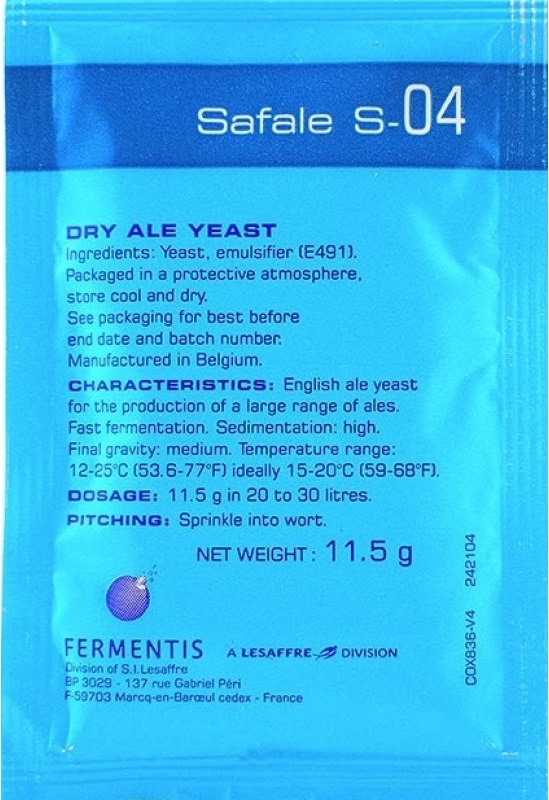 Safale S-04
DRY ALE YEAST
Ingredients: Yeast, emulsifier (E491).
Packaged in a protective atmosphere,
store cool and dry.
See packaging for best before
end date and batch number.
Manufactured in Belgium.
CHARACTERISTICS: English ale yeast
for the production of a large range of ales.
Fast fermentation. Sedimentation: high.
Final gravity: medium. Temperature range:
12-25°C (53.6-77°F) ideally 15-20°C (59-68°F).
DOSAGE: 11.5 g in 20 to 30 litres.
PITCHING: Sprinkle into wort.
NET WEIGHT: 11.5 g
FERMENTIS A LESAFFRE DIVISION
Division of S.I.Lesaffre
BP 3029 - 137 rue Gabriel Péri
F-59703 Marcq-en-Barœul cedex - France
COX836-V4 242104